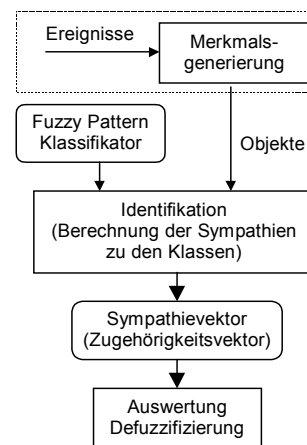 Ereignisse
Merkmals-
generierung
Fuzzy Pattern
Klassifikator
Objekte
Identifikation
(Berechnung der Sympathien
zu den Klassen)
Sympathievektor
(Zugehörigkeitsvektor)
Auswertung
Defuzzifizierung